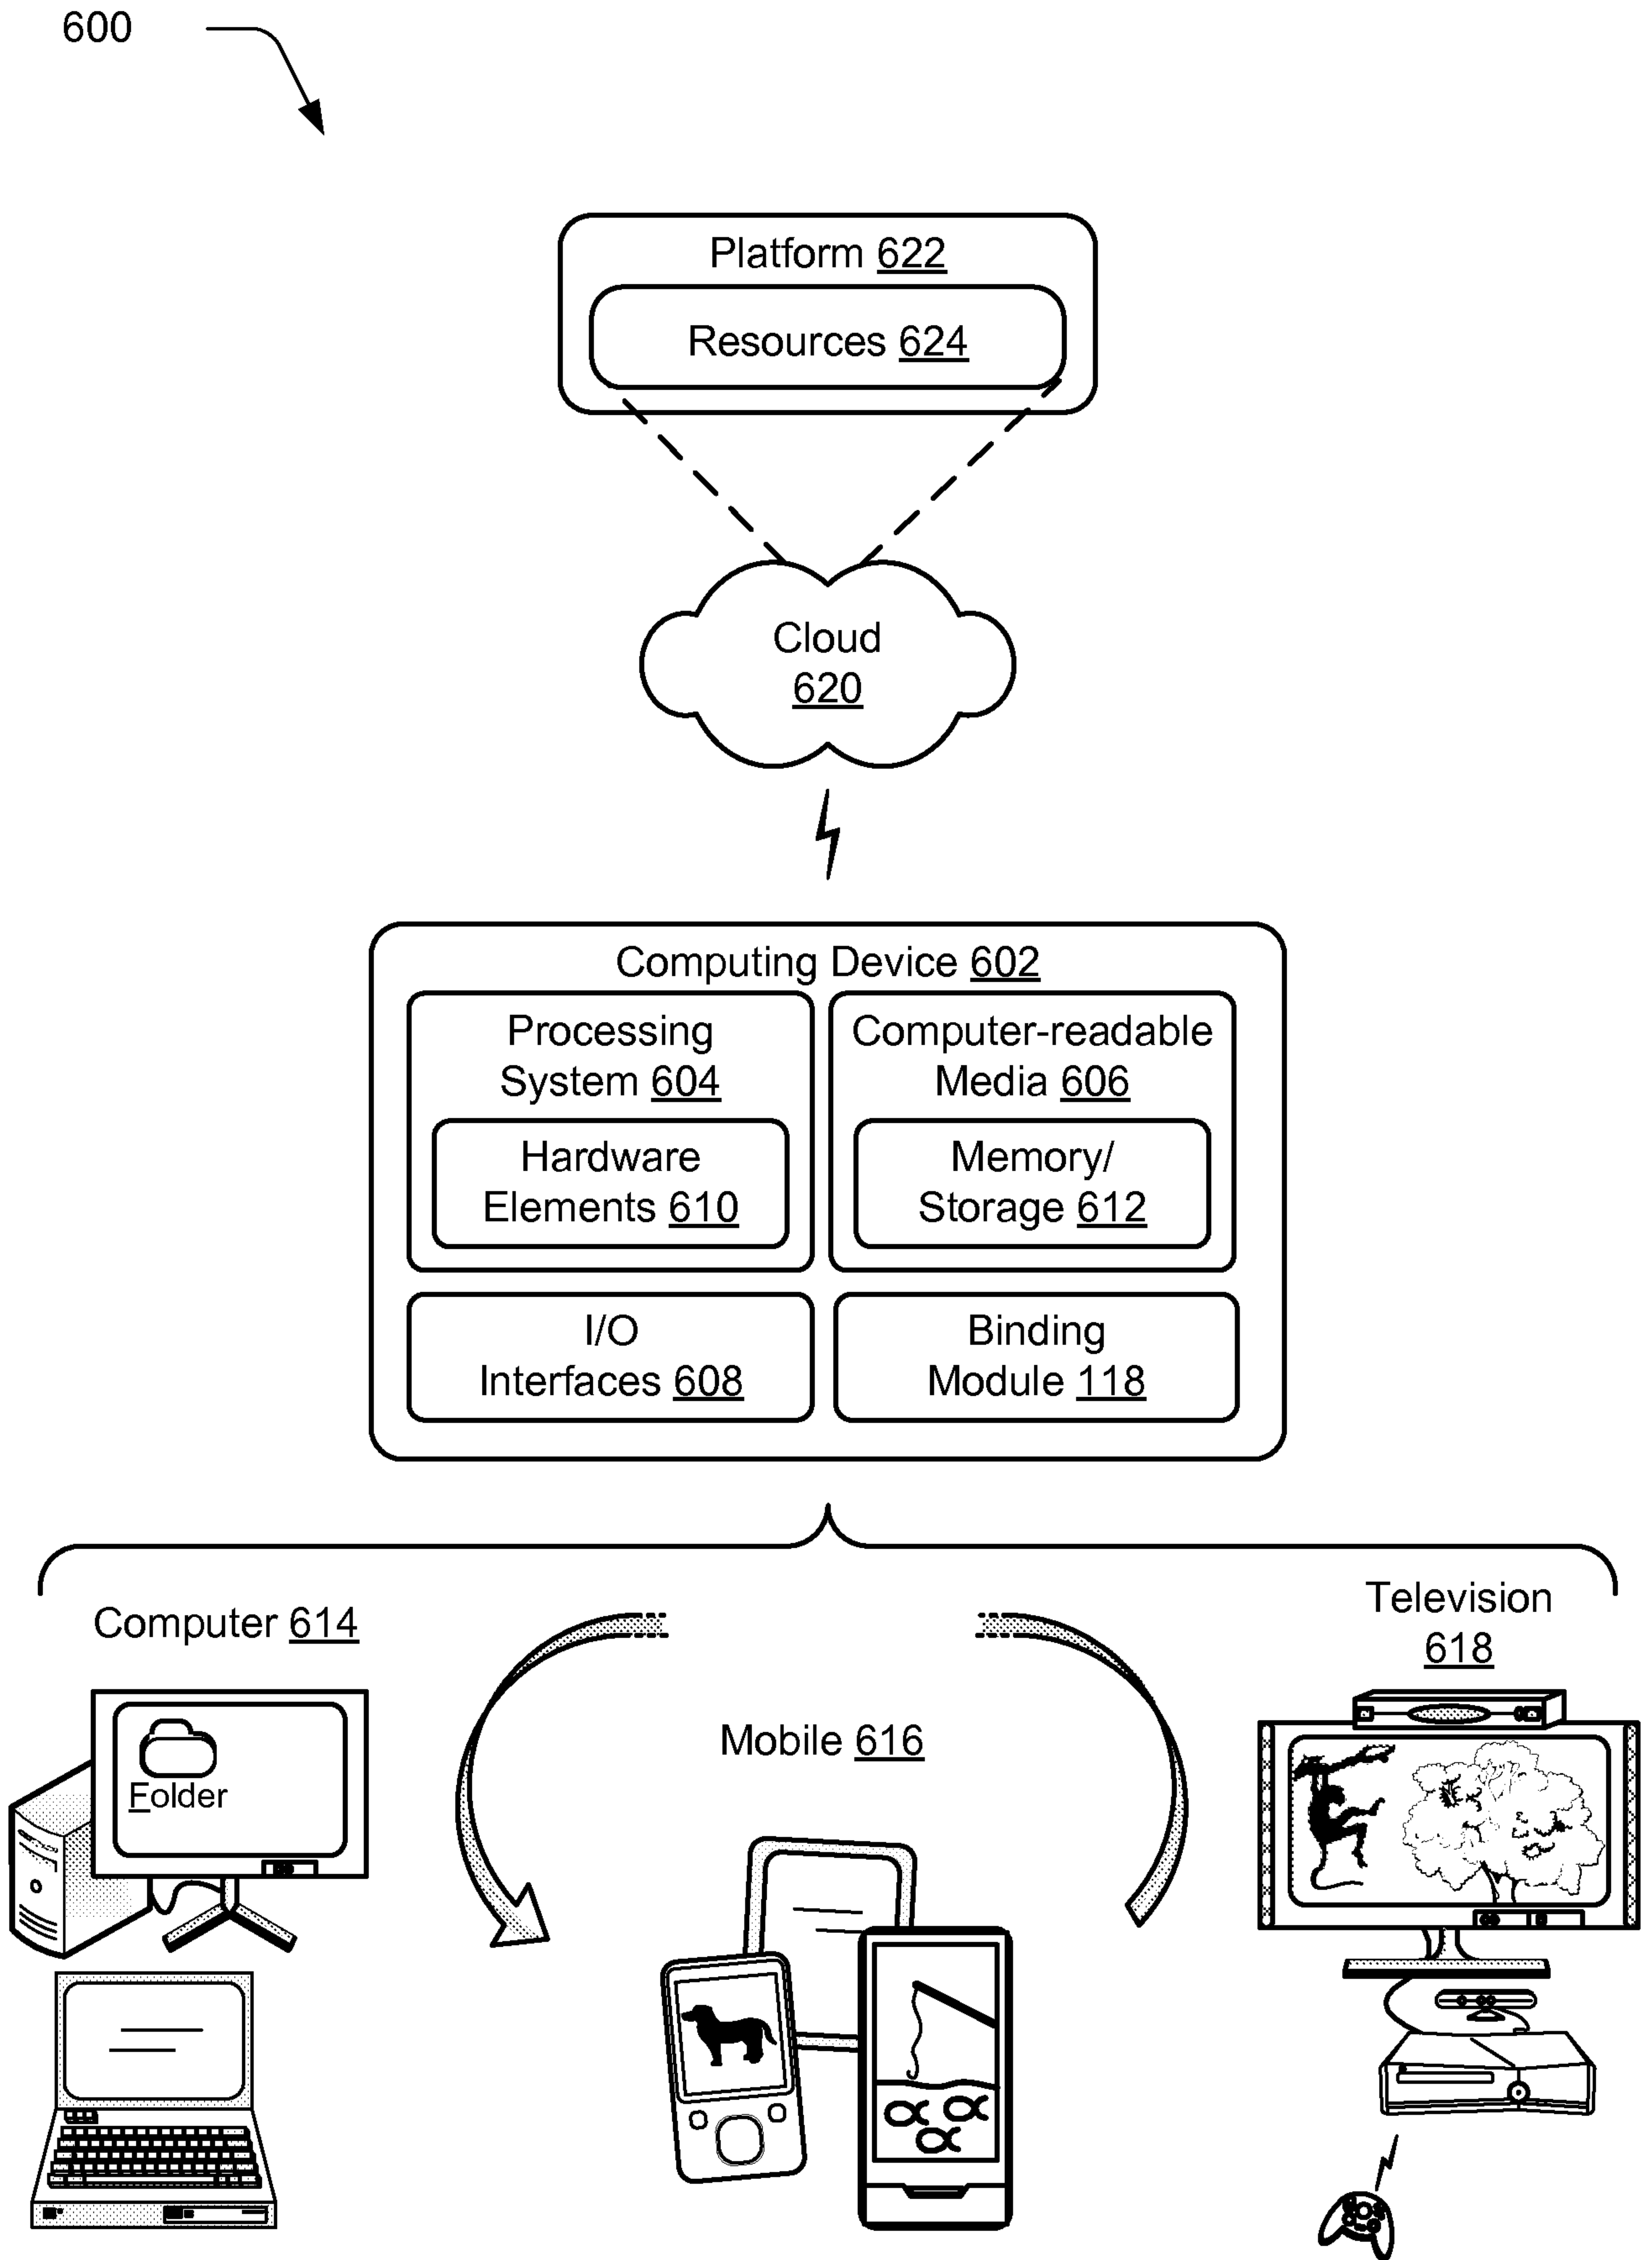 600
Platform 622
Resources 624
Cloud
620
Computing Device 602
Processing
System 604
Computer-readable
Media 606
Hardware
Elements 610
Memory/
Storage 612
I/O
Interfaces 608
Binding
Module 118
Computer 614
Television
618
Mobile 616
Folder